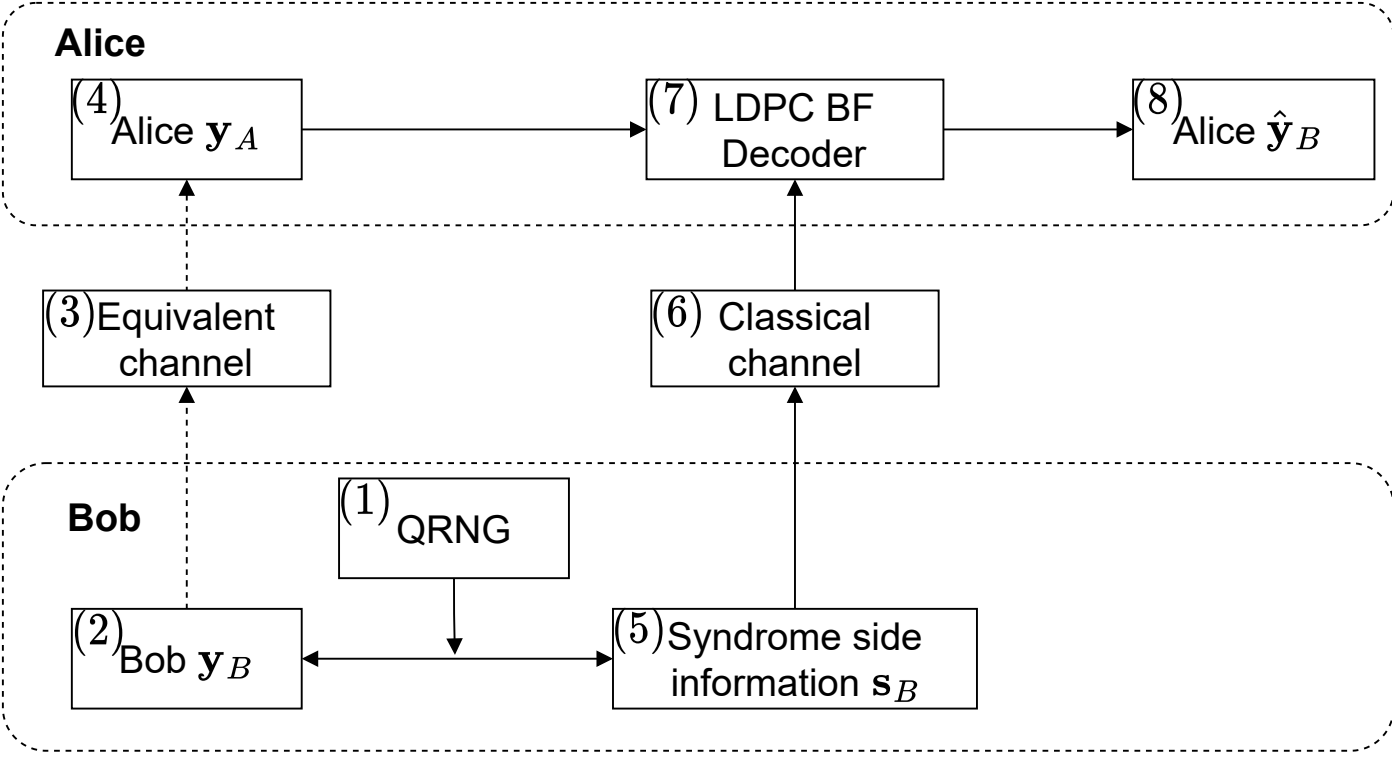 Alice
(4) Alice 𝐲_A
(7) LDPC BF
Decoder
(8) Alice 𝐲̂_B
(3) Equivalent
channel
(6) Classical
channel
Bob
(1) QRNG
(2) Bob 𝐲_B
(5) Syndrome side
information 𝐬_B